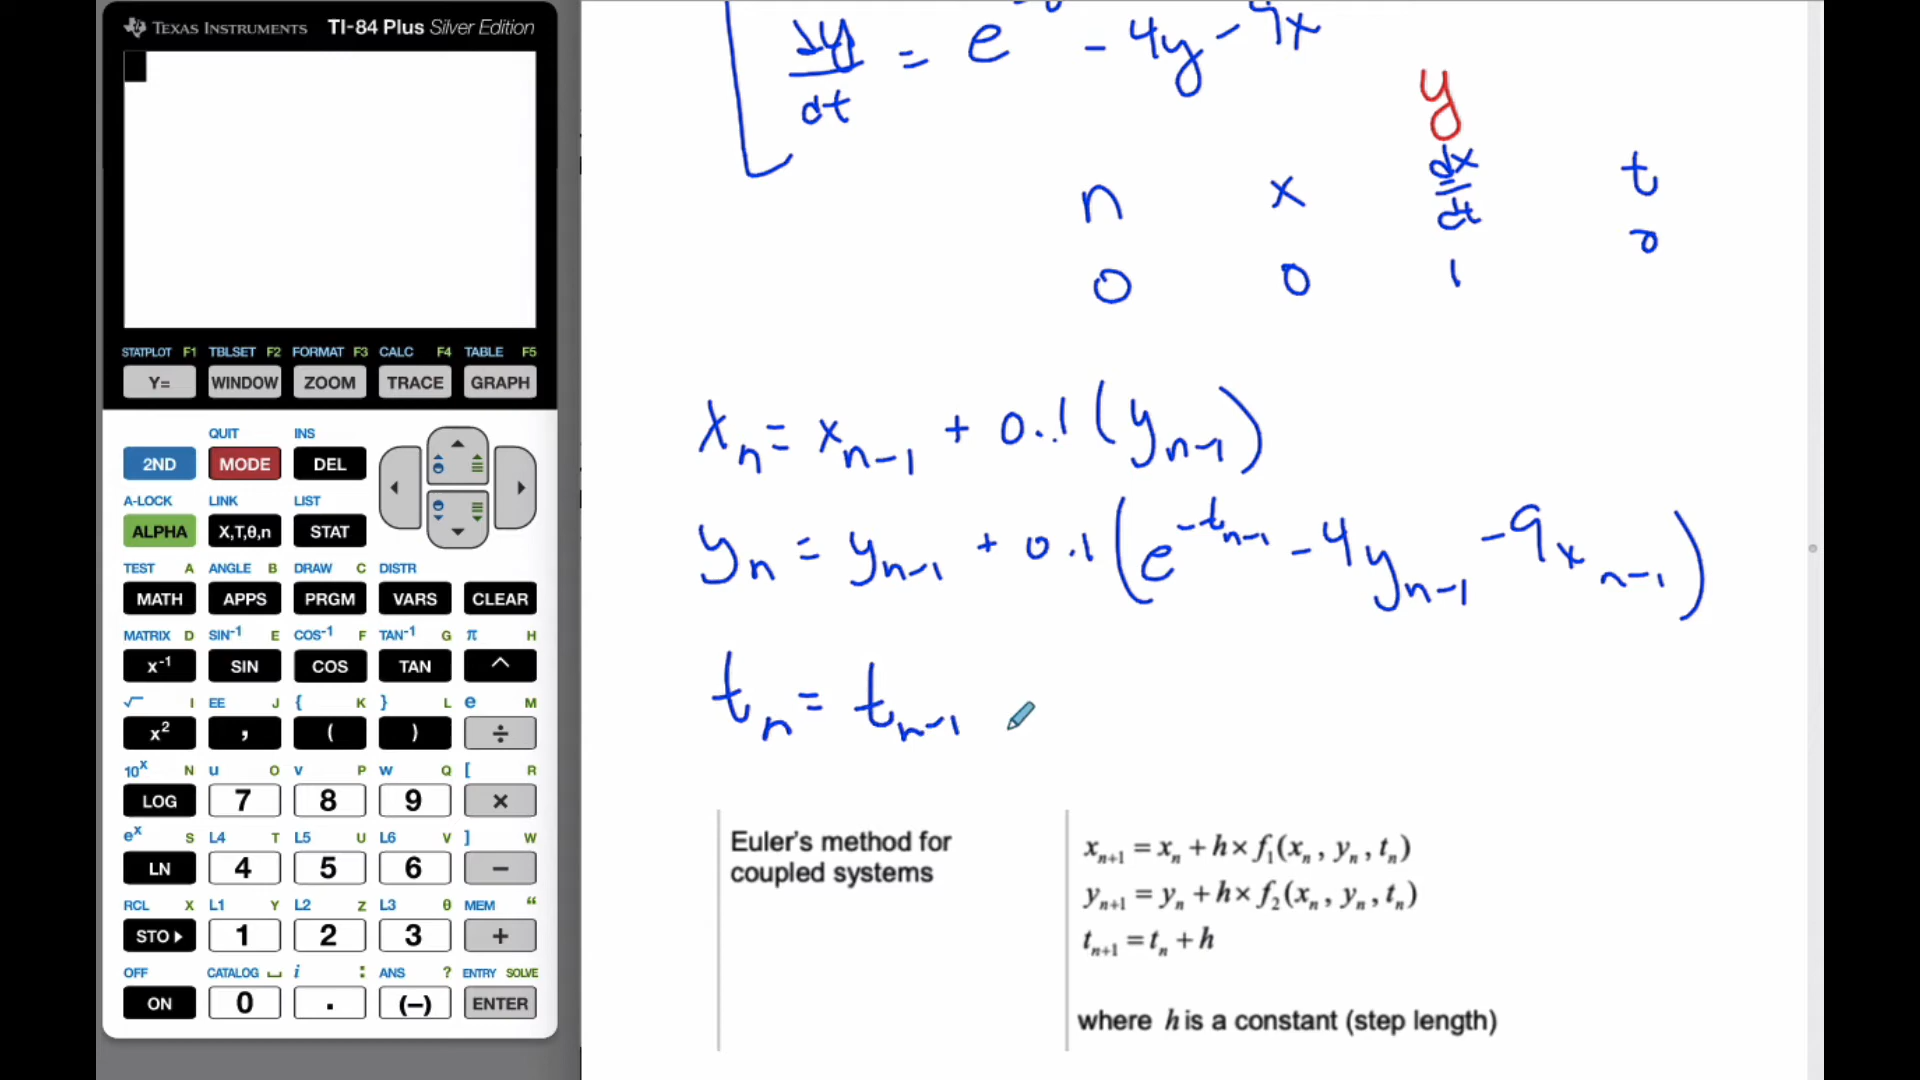 TEXAS INSTRUMENTS TI-84 Plus Silver Edition
STATPLOT F1 TBLSET F2 FORMAT F3 CALC F4 TABLE F5
Y= WINDOW ZOOM TRACE GRAPH
QUIT INS
2ND MODE DEL
A-LOCK LINK LIST
ALPHA X,T,θ,n STAT
TEST A ANGLE B DRAW C DISTR
MATH APPS PRGM VARS CLEAR
MATRIX D SIN⁻¹ E COS⁻¹ F TAN⁻¹ G π H
x⁻¹ SIN COS TAN ^
√ I EE J { K } L e M
x² , ( ) ÷
10ˣ N u O v P w Q [ R
LOG 7 8 9 ×
eˣ S L4 T L5 U L6 V ] W
LN 4 5 6 −
RCL X L1 Y L2 Z L3 θ MEM “
STO▸ 1 2 3 +
OFF CATALOG ⎵ i : ANS ? ENTRY SOLVE
ON 0 . (−) ENTER
dy/dt = e - 4y - 9x
y
n x dx/dt t
0 0 1 0
xₙ = xₙ₋₁ + 0.1(yₙ₋₁)
yₙ = yₙ₋₁ + 0.1(e^(-tₙ₋₁) - 4yₙ₋₁ - 9xₙ₋₁)
tₙ = tₙ₋₁
Euler's method for
coupled systems
xₙ₊₁ = xₙ + h × f₁(xₙ, yₙ, tₙ)
yₙ₊₁ = yₙ + h × f₂(xₙ, yₙ, tₙ)
tₙ₊₁ = tₙ + h
where h is a constant (step length)